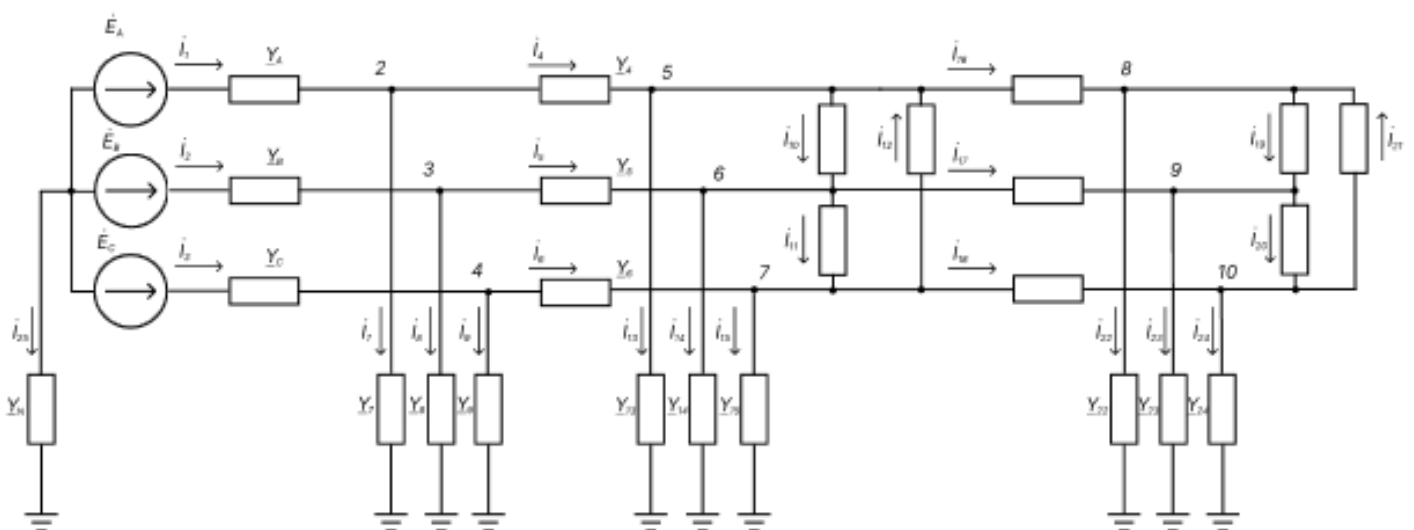 Ė_A
İ_1 Y_A 2 İ_4 Y_4 5 İ_16 8
İ_10 İ_12 İ_19 İ_21
Ė_B
İ_2 Y_B 3 İ_5 Y_5 6 İ_17 9
Ė_C
İ_11 İ_20
İ_3 Y_C 4 İ_6 Y_6 7 İ_18 10
İ_25 İ_7 İ_8 İ_9 İ_13 İ_14 İ_15 İ_22 İ_23 İ_24
Y_N Y_7 Y_8 Y_9 Y_13 Y_14 Y_15 Y_22 Y_23 Y_24